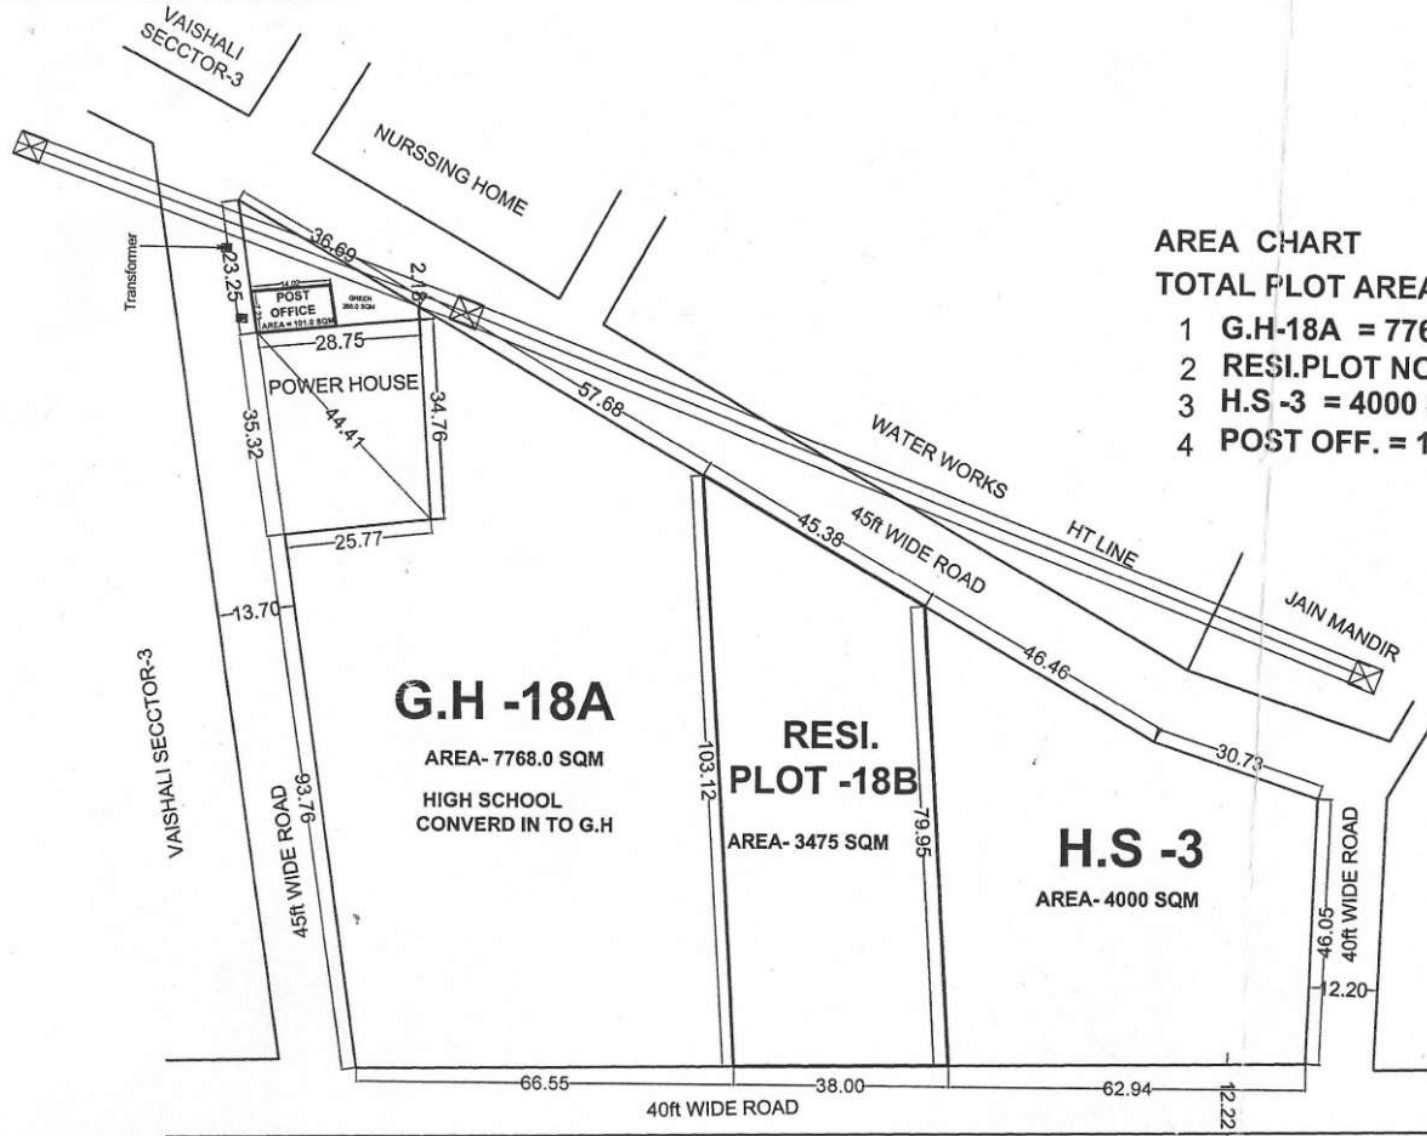 VAISHALI
SECCTOR-3
NURSSING HOME
Transformer
36.69
2.18
23.25
14.02
POST
OFFICE
AREA = 101.0 SQM
GREEN
28.75
POWER HOUSE
44.41
34.76
35.32
25.77
57.68
WATER WORKS
HT LINE
JAIN MANDIR
45ft WIDE ROAD
45.38
46.46
30.73
AREA CHART
TOTAL PLOT AREA
1 G.H-18A = 776
2 RESI.PLOT NO
3 H.S -3 = 4000
4 POST OFF. = 1
13.70
VAISHALI SECCTOR-3
45ft WIDE ROAD
93.76
G.H -18A
AREA- 7768.0 SQM
HIGH SCHOOL
CONVERD IN TO G.H
103.12
RESI.
PLOT -18B
AREA- 3475 SQM
79.95
H.S -3
AREA- 4000 SQM
46.05
40ft WIDE ROAD
12.20
66.55
38.00
62.94
12.22
40ft WIDE ROAD